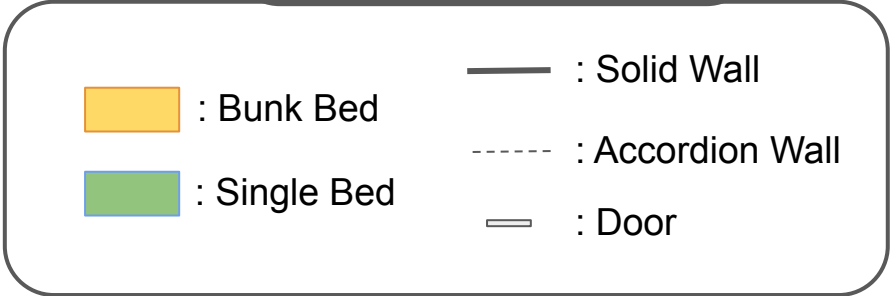 : Bunk Bed
: Single Bed
: Solid Wall
: Accordion Wall
: Door